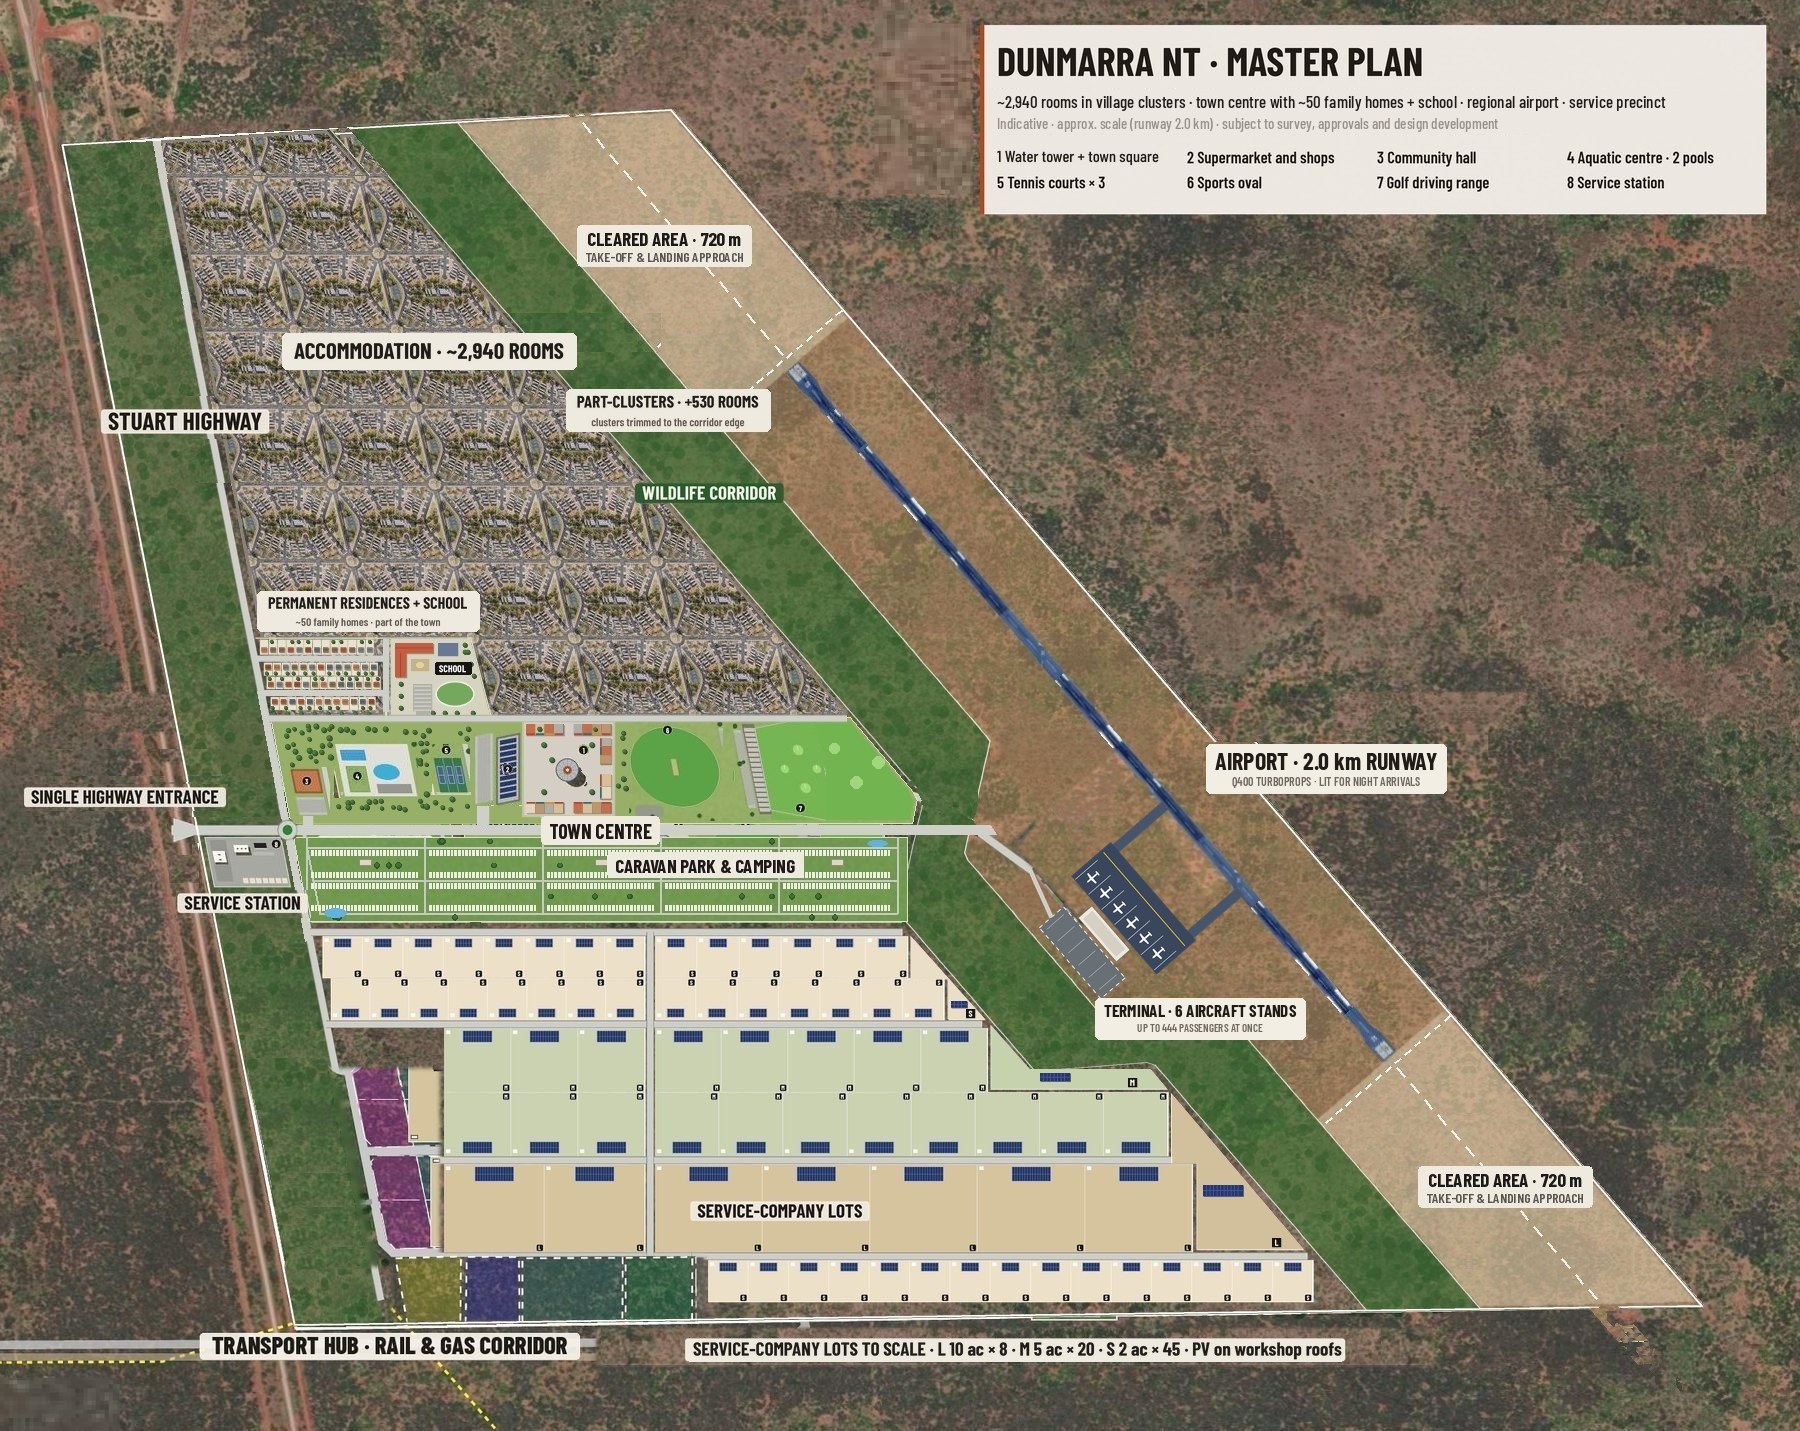 DUNMARRA NT · MASTER PLAN
~2,940 rooms in village clusters · town centre with ~50 family homes + school · regional airport · service precinct
Indicative · approx. scale (runway 2.0 km) · subject to survey, approvals and design development
1 Water tower + town square 2 Supermarket and shops 3 Community hall 4 Aquatic centre · 2 pools
5 Tennis courts × 3 6 Sports oval 7 Golf driving range 8 Service station
CLEARED AREA · 720 m
TAKE-OFF & LANDING APPROACH
ACCOMMODATION · ~2,940 ROOMS
PART-CLUSTERS · +530 ROOMS
clusters trimmed to the corridor edge
STUART HIGHWAY
WILDLIFE CORRIDOR
PERMANENT RESIDENCES + SCHOOL
~50 family homes · part of the town
SCHOOL
AIRPORT · 2.0 km RUNWAY
Q400 TURBOPROPS · LIT FOR NIGHT ARRIVALS
SINGLE HIGHWAY ENTRANCE
TOWN CENTRE
CARAVAN PARK & CAMPING
SERVICE STATION
TERMINAL · 6 AIRCRAFT STANDS
UP TO 444 PASSENGERS AT ONCE
CLEARED AREA · 720 m
TAKE-OFF & LANDING APPROACH
SERVICE-COMPANY LOTS
TRANSPORT HUB · RAIL & GAS CORRIDOR
SERVICE-COMPANY LOTS TO SCALE · L 10 ac × 8 · M 5 ac × 20 · S 2 ac × 45 · PV on workshop roofs